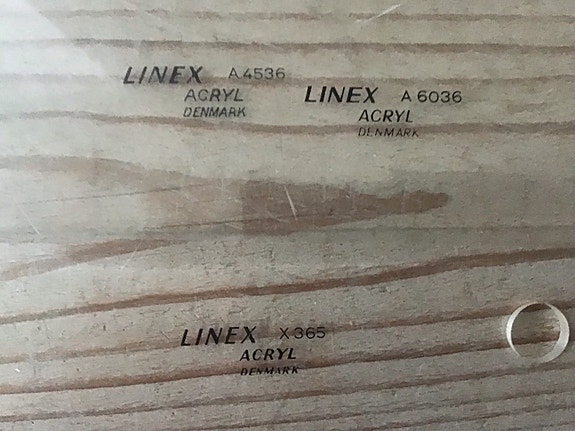 LINEX A 4536
ACRYL
DENMARK
LINEX A 6036
ACRYL
DENMARK
LINEX X 365
ACRYL
DENMARK